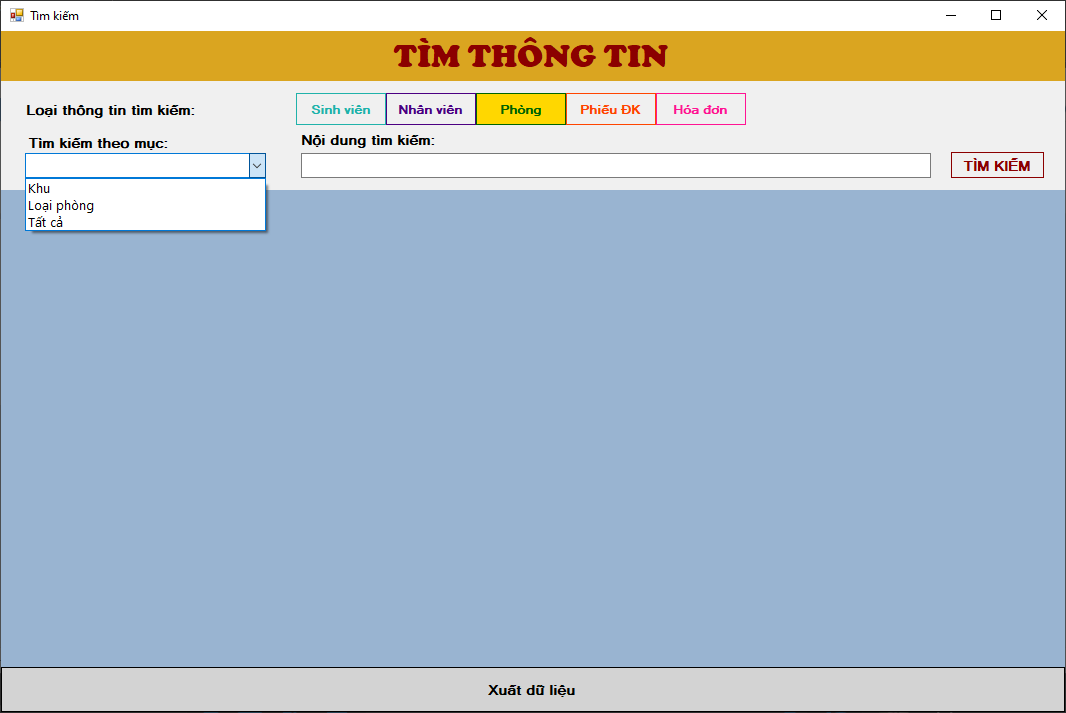 Tìm kiếm
TÌM THÔNG TIN
Loại thông tin tìm kiếm:
Sinh viên
Nhân viên
Phòng
Phiếu ĐK
Hóa đơn
Tìm kiếm theo mục:
Nội dung tìm kiếm:
TÌM KIẾM
Khu
Loại phòng
Tất cả
Xuất dữ liệu